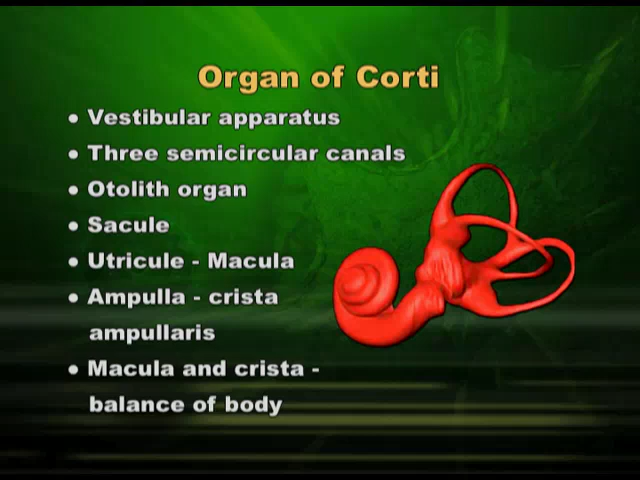 Organ of Corti
● Vestibular apparatus
● Three semicircular canals
● Otolith organ
● Sacule
● Utricule - Macula
● Ampulla - crista
ampullaris
● Macula and crista -
balance of body